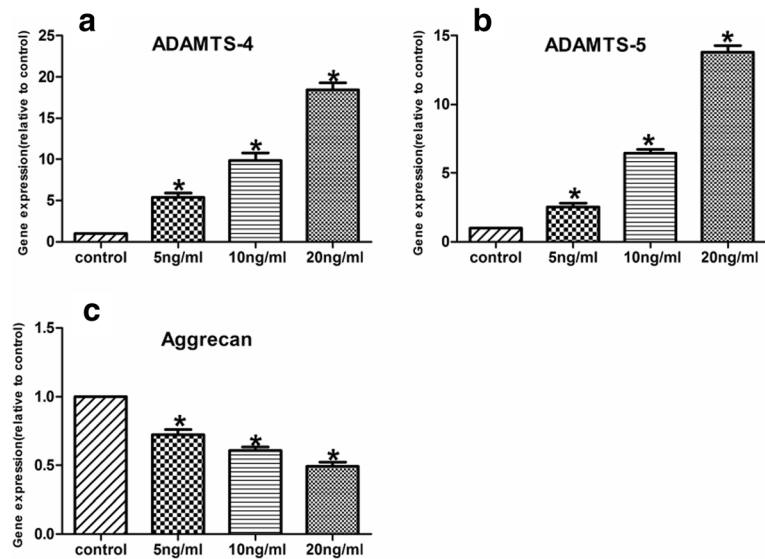 a
ADAMTS-4
Gene expression(relative to control)
25
20
15
10
5
0
*
*
*
control 5ng/ml 10ng/ml 20ng/ml
b
ADAMTS-5
Gene expression(relative to control)
15
10
5
0
*
*
*
control 5ng/ml 10ng/ml 20ng/ml
c
Aggrecan
Gene expression(relative to control)
1.5
1.0
0.5
0.0
*
*
*
control 5ng/ml 10ng/ml 20ng/ml